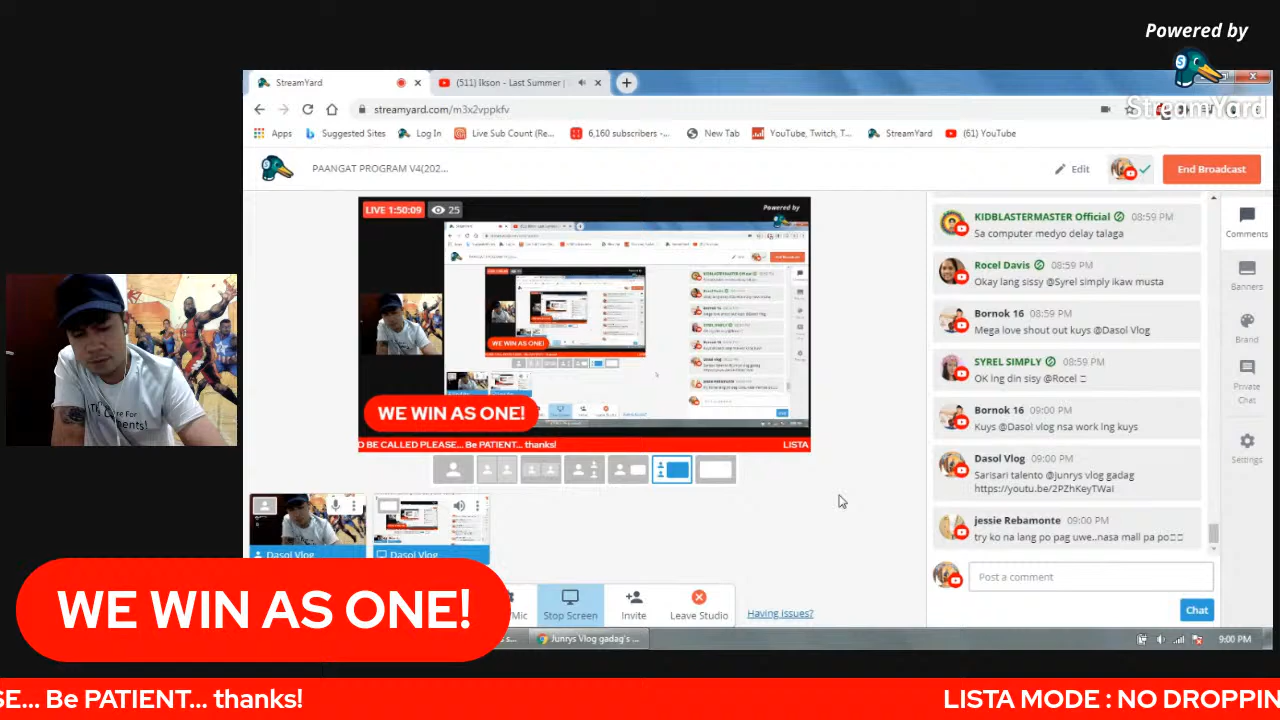 Powered by
StreamYard
StreamYard
(511) Ikson - Last Summer
streamyard.com/m3x2vppkfv
Apps
Suggested Sites
Log In
Live Sub Count (Re...
6,160 subscribers -...
New Tab
YouTube, Twitch, T...
StreamYard
(61) YouTube
PAANGAT PROGRAM V4(202...
Edit
End Broadcast
LIVE 1:50:09
25
Powered by
WE WIN AS ONE!
WE WIN AS ONE!
D BE CALLED PLEASE... Be PATIENT... thanks!
LISTA
KIDBLASTERMASTER Official 08:59 PM
Sa computer medyo delay talaga
Rocel Davis 08:59 PM
Okay lang sissy @Syrel simply ikaw musta
Bornok 16 08:59 PM
Mega love shout out kuys @Dasol Vlog
SYREL SIMPLY 08:59 PM
OK lng din sissy @Rocel
Bornok 16 09:00 PM
Kuys @Dasol vlog nsa work lng kuys
Dasol Vlog 09:00 PM
Sarisari talento @junrys vlog gadag
https://youtu.be/2PZhKeyTWaI
jessie Rebamonte 09:00 PM
try ko na lang po pag uwe..nasa mall pa po
Post a comment
Chat
Comments
Banners
Brand
Private
Chat
Settings
Dasol Vlog
Dasol Vlog
Mic
Stop Screen
Invite
Leave Studio
Having issues?
Junrys Vlog gadag's ...
9:00 PM
WE WIN AS ONE!
SE... Be PATIENT... thanks!
LISTA MODE : NO DROPPIN